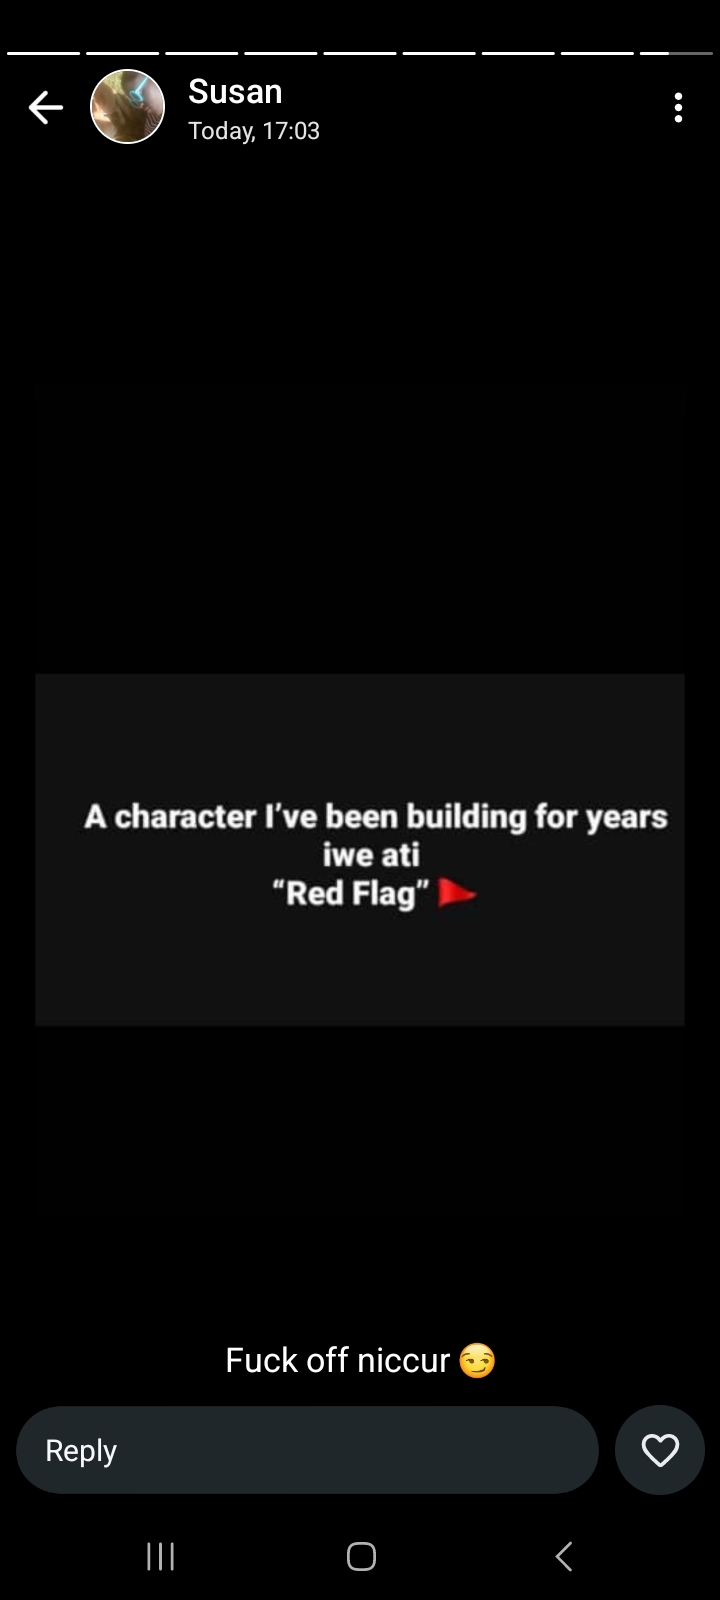 Susan
Today, 17:03
A character I’ve been building for years
iwe ati
“Red Flag” 🚩
Fuck off niccur 😏
Reply